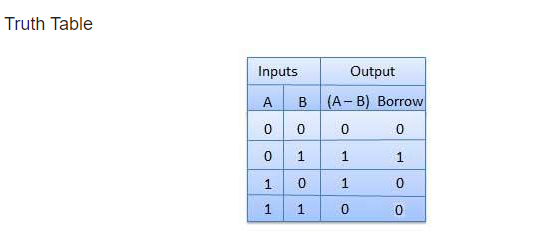 Truth Table
Inputs Output
A B (A – B) Borrow
0 0 0 0
0 1 1 1
1 0 1 0
1 1 0 0